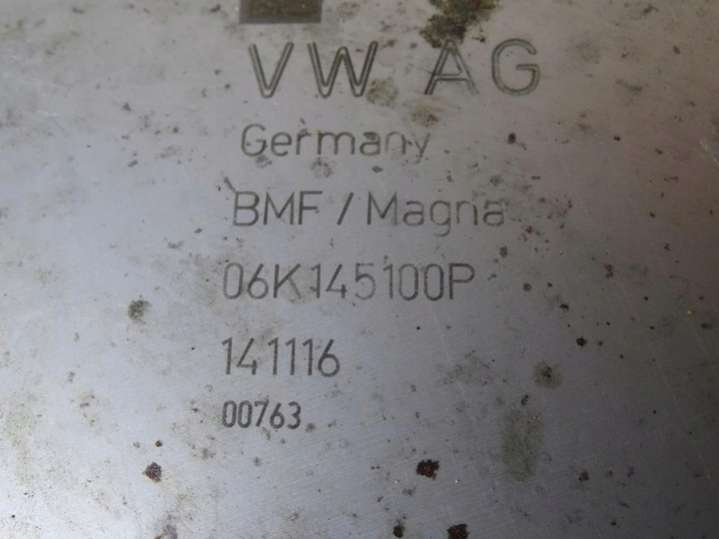 VW AG
Germany
BMF / Magna
06K145100P
141116
00763